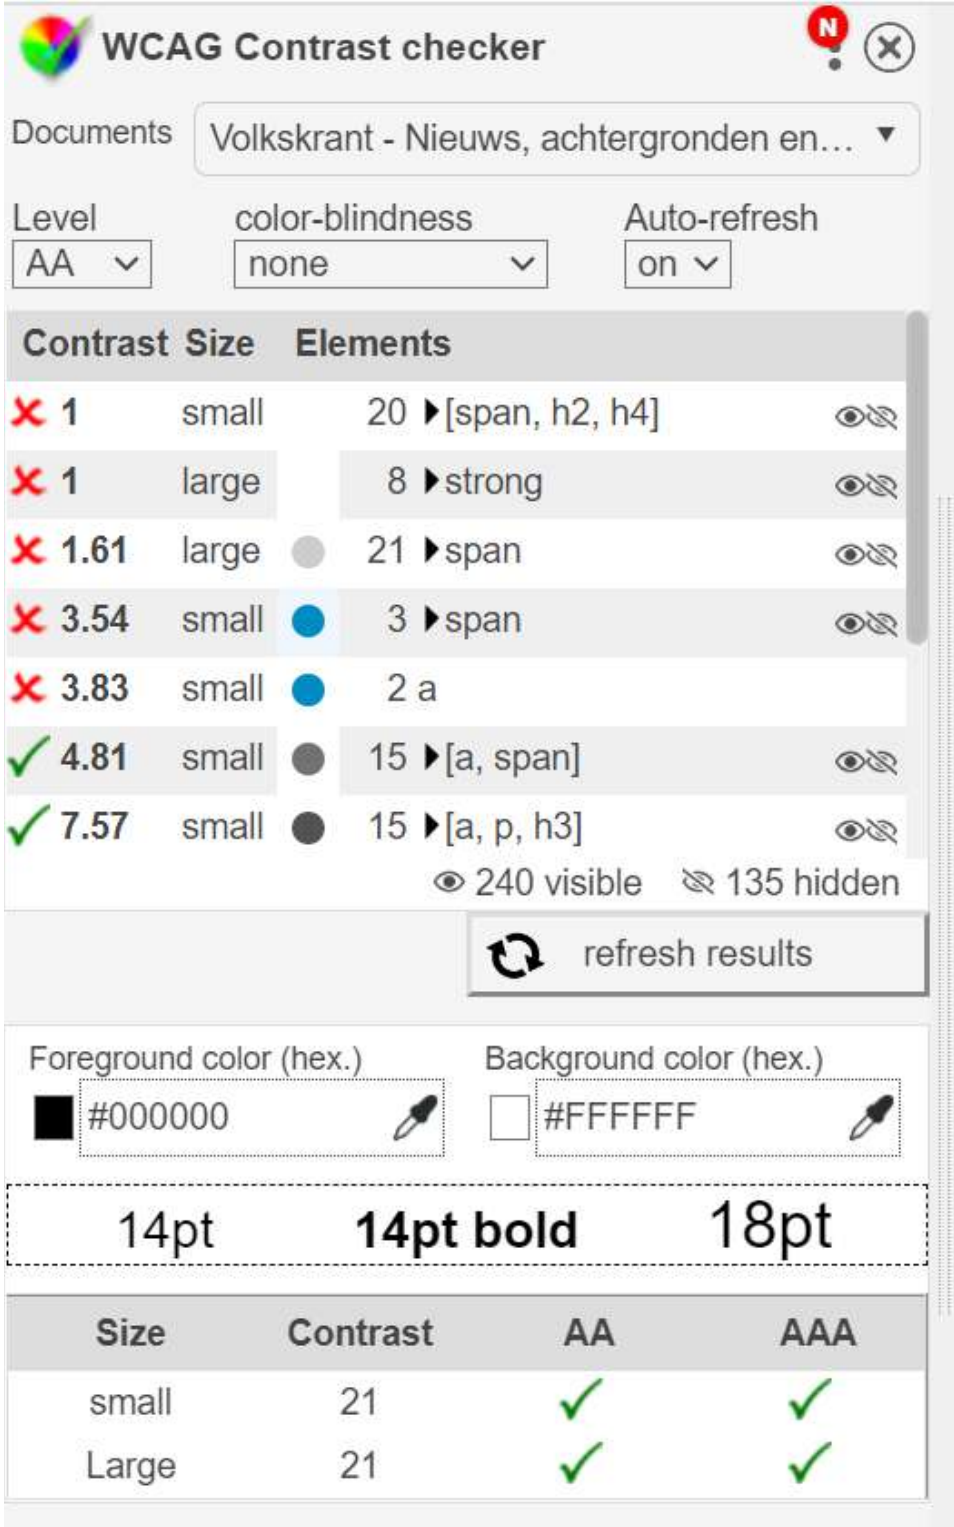 WCAG Contrast checker
N
Documents
Volkskrant - Nieuws, achtergronden en...
Level color-blindness Auto-refresh
AA none on
Contrast Size Elements
1 small 20 [span, h2, h4]
1 large 8 strong
1.61 large 21 span
3.54 small 3 span
3.83 small 2 a
4.81 small 15 [a, span]
7.57 small 15 [a, p, h3]
240 visible 135 hidden
refresh results
Foreground color (hex.) Background color (hex.)
#000000 #FFFFFF
14pt 14pt bold 18pt
Size Contrast AA AAA
small 21
Large 21